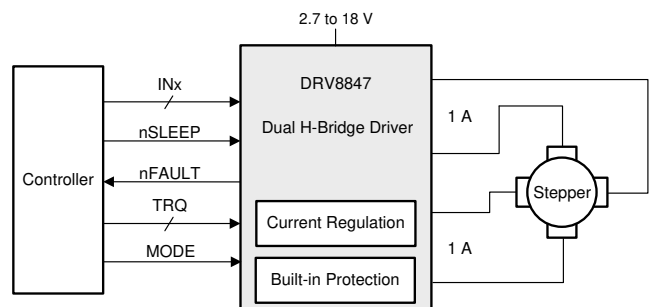 2.7 to 18 V
DRV8847
Dual H-Bridge Driver
Controller
INx
nSLEEP
nFAULT
TRQ
MODE
Current Regulation
Built-in Protection
1 A
1 A
Stepper